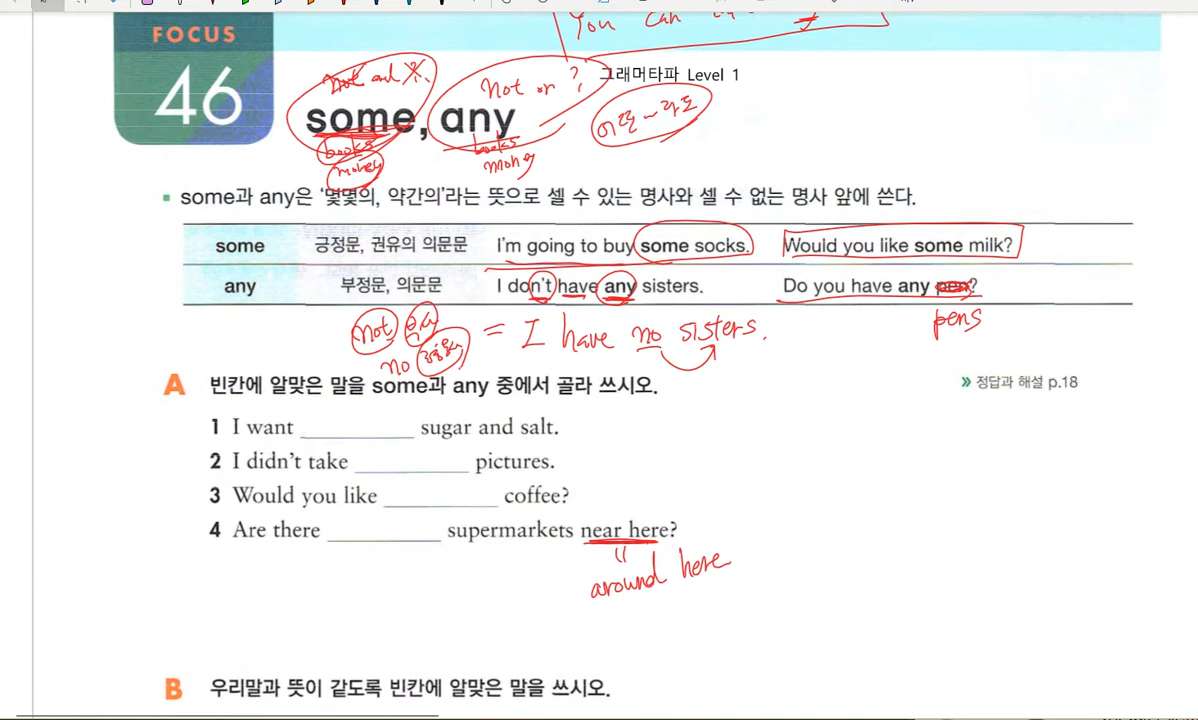 You can
FOCUS
46
그래머타파 Level 1
Not and ※.
Not or ?
some, any
어떤~라도
books
money
books
money
some과 any은 '몇몇의, 약간의'라는 뜻으로 셀 수 있는 명사와 셀 수 없는 명사 앞에 쓴다.
some 긍정문, 권유의 의문문 I'm going to buy some socks. Would you like some milk?
any 부정문, 의문문 I don't have any sisters. Do you have any pen?
pens
not any = I have no sisters.
no
A 빈칸에 알맞은 말을 some과 any 중에서 골라 쓰시오.
» 정답과 해설 p.18
1 I want __________ sugar and salt.
2 I didn't take __________ pictures.
3 Would you like __________ coffee?
4 Are there __________ supermarkets near here?
around here
B 우리말과 뜻이 같도록 빈칸에 알맞은 말을 쓰시오.